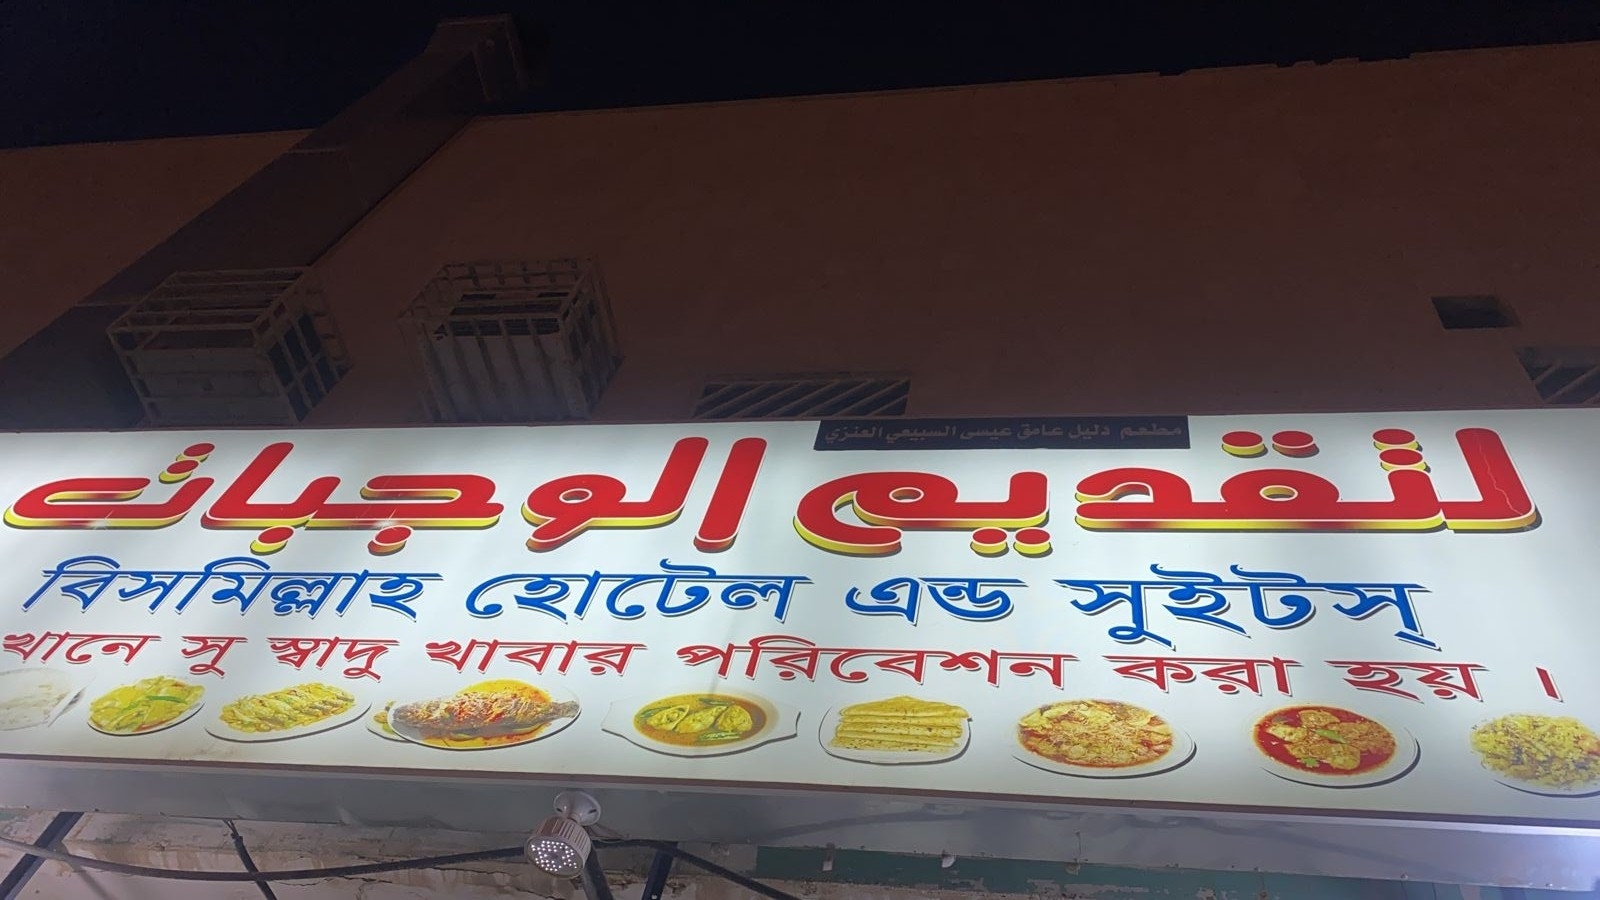 مطعم دليل عامق عيسى السبيعي العنزي
لتقديم الوجبات
বিসমিল্লাহ হোটেল এন্ড সুইটস্
খানে সু স্বাদু খাবার পরিবেশন করা হয় ।